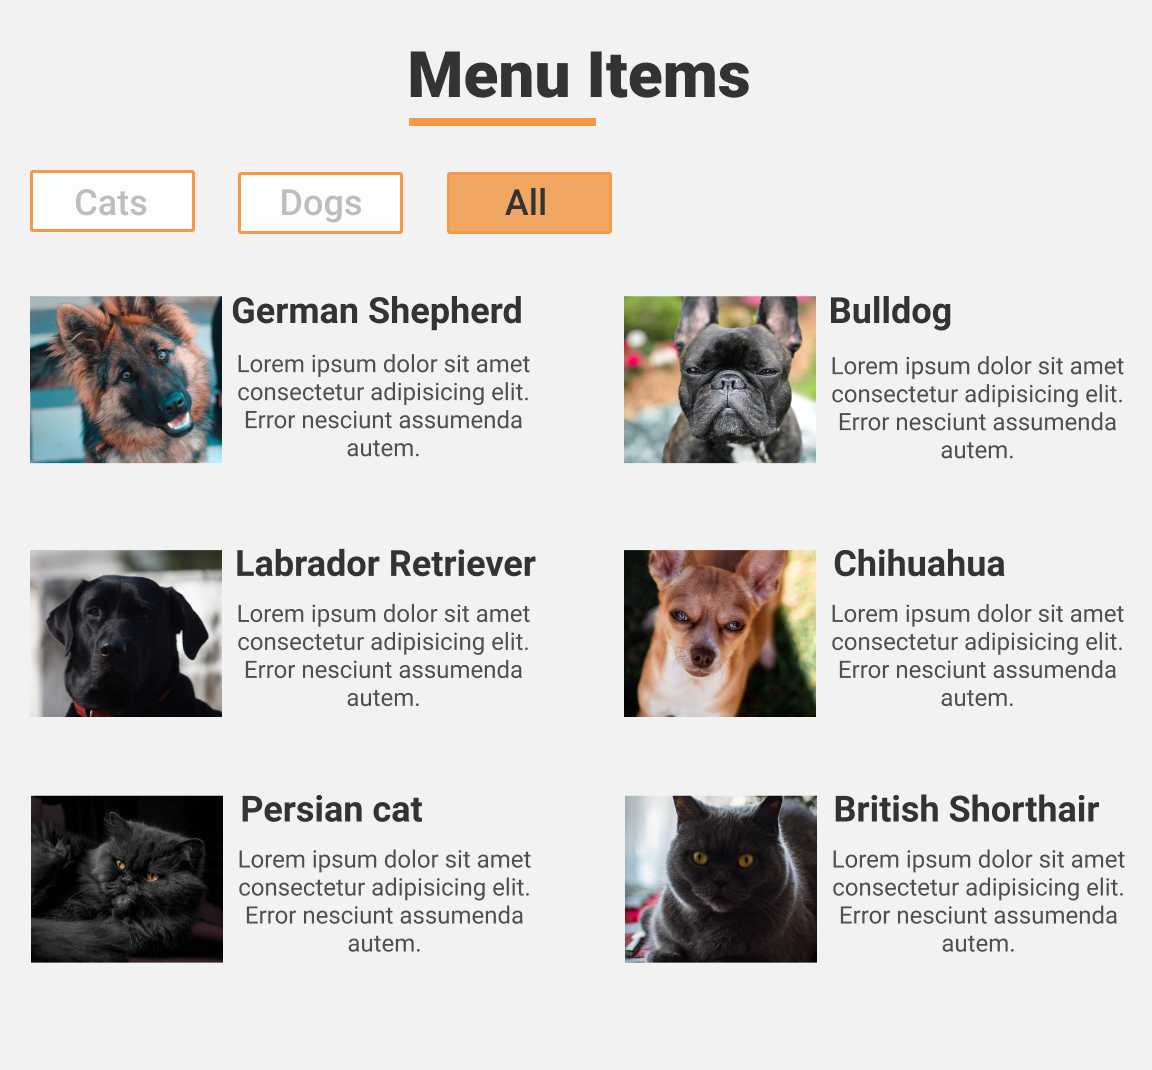 Menu Items
Cats
Dogs
All
German Shepherd
Lorem ipsum dolor sit amet
consectetur adipisicing elit.
Error nesciunt assumenda
autem.
Bulldog
Lorem ipsum dolor sit amet
consectetur adipisicing elit.
Error nesciunt assumenda
autem.
Labrador Retriever
Lorem ipsum dolor sit amet
consectetur adipisicing elit.
Error nesciunt assumenda
autem.
Chihuahua
Lorem ipsum dolor sit amet
consectetur adipisicing elit.
Error nesciunt assumenda
autem.
Persian cat
Lorem ipsum dolor sit amet
consectetur adipisicing elit.
Error nesciunt assumenda
autem.
British Shorthair
Lorem ipsum dolor sit amet
consectetur adipisicing elit.
Error nesciunt assumenda
autem.